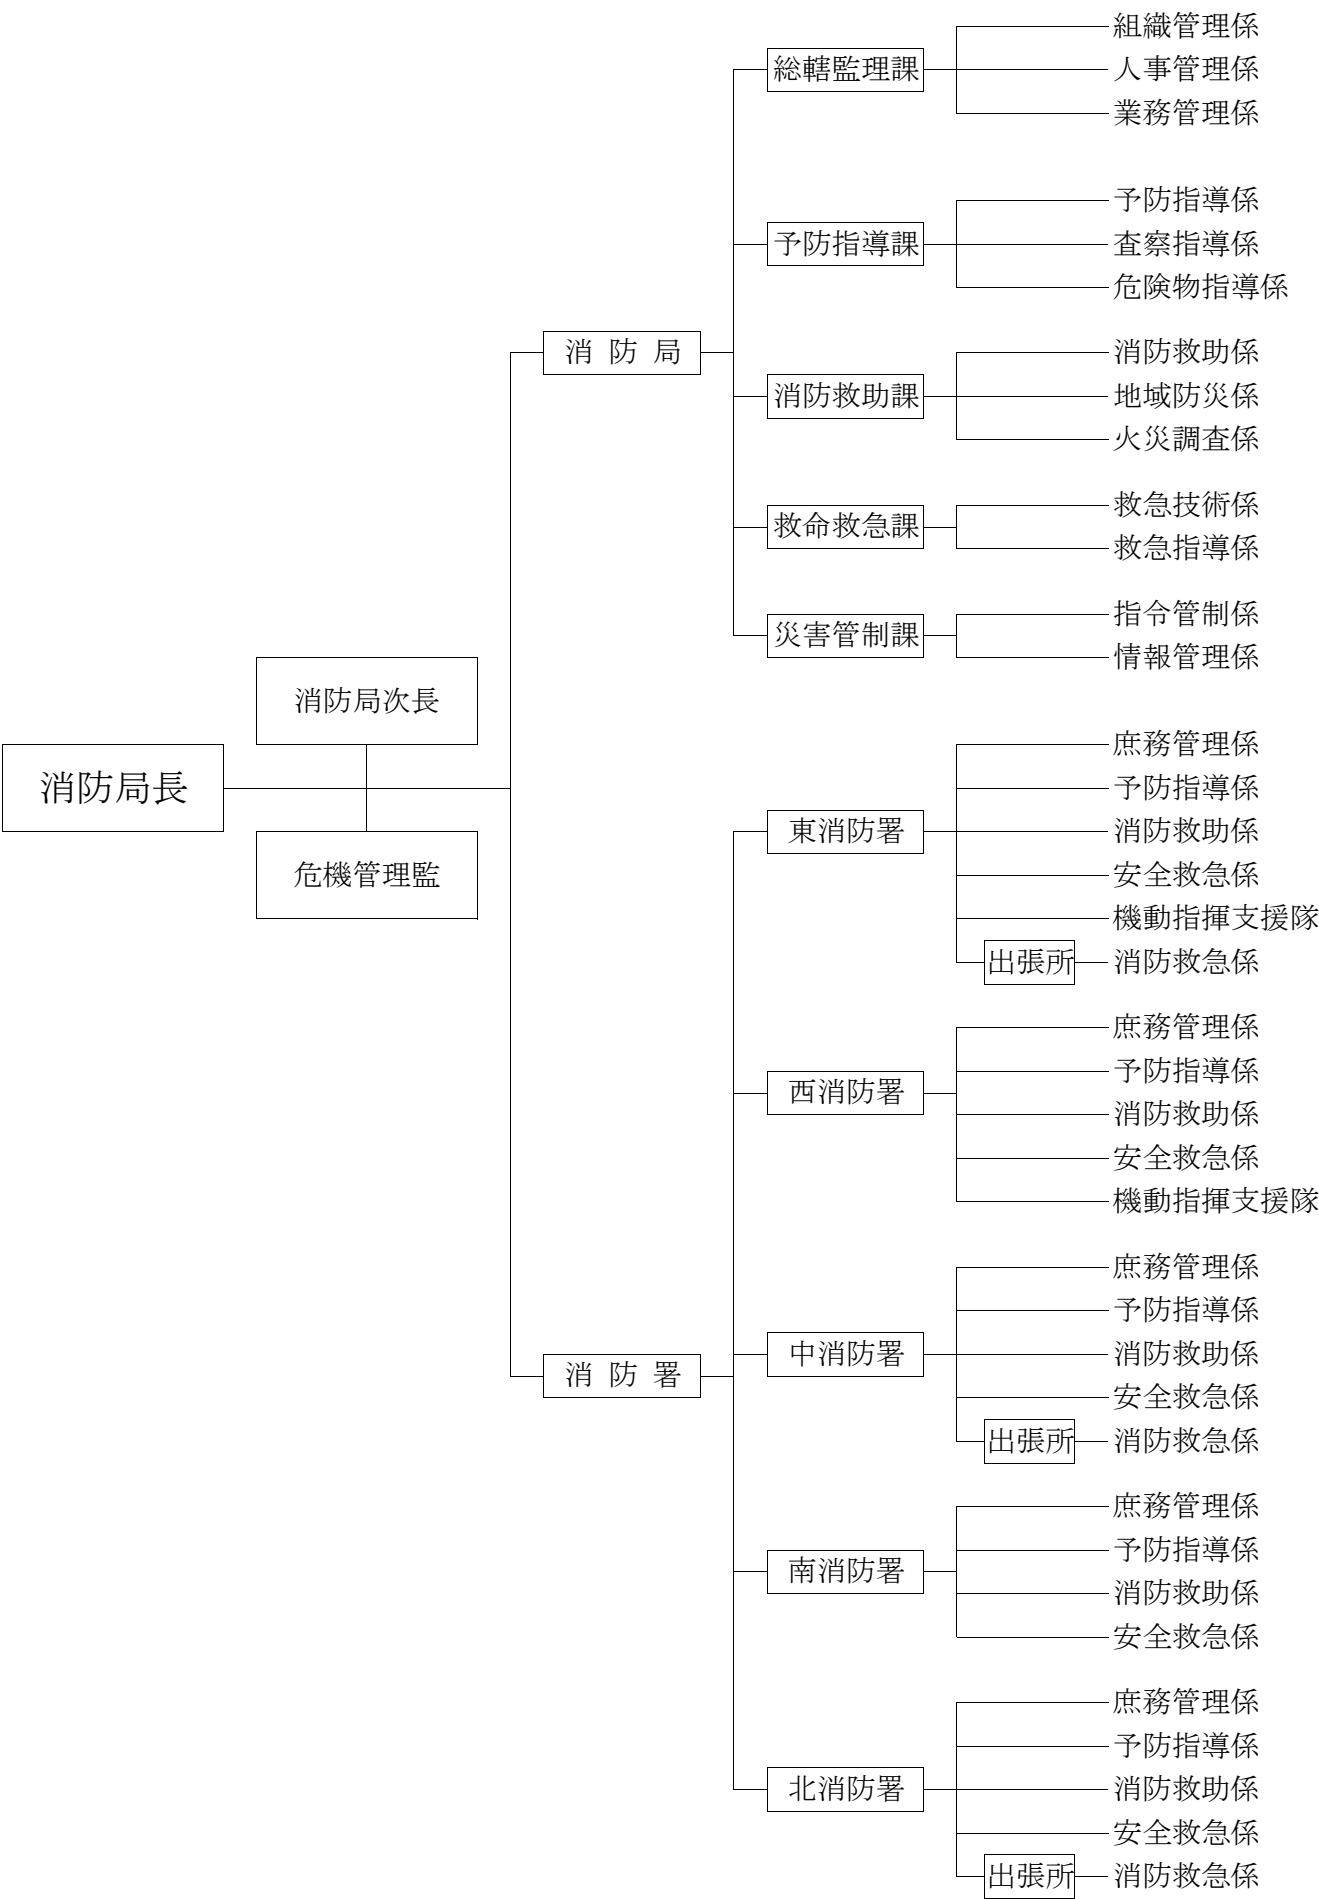 組織管理係
総轄監理課
人事管理係
業務管理係
予防指導係
予防指導課
査察指導係
危険物指導係
消防局
消防救助係
消防救助課
地域防災係
火災調査係
救急技術係
救命救急課
救急指導係
指令管制係
災害管制課
情報管理係
消防局次長
消防局長
危機管理監
庶務管理係
予防指導係
東消防署
消防救助係
安全救急係
機動指揮支援隊
出張所
消防救急係
庶務管理係
予防指導係
西消防署
消防救助係
安全救急係
機動指揮支援隊
庶務管理係
予防指導係
消防署
中消防署
消防救助係
安全救急係
出張所
消防救急係
庶務管理係
予防指導係
南消防署
消防救助係
安全救急係
庶務管理係
予防指導係
北消防署
消防救助係
安全救急係
出張所
消防救急係